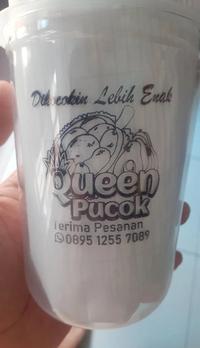 Dikocokin Lebih Enak
Queen
Pucok
Terima Pesanan
0895 1255 7089